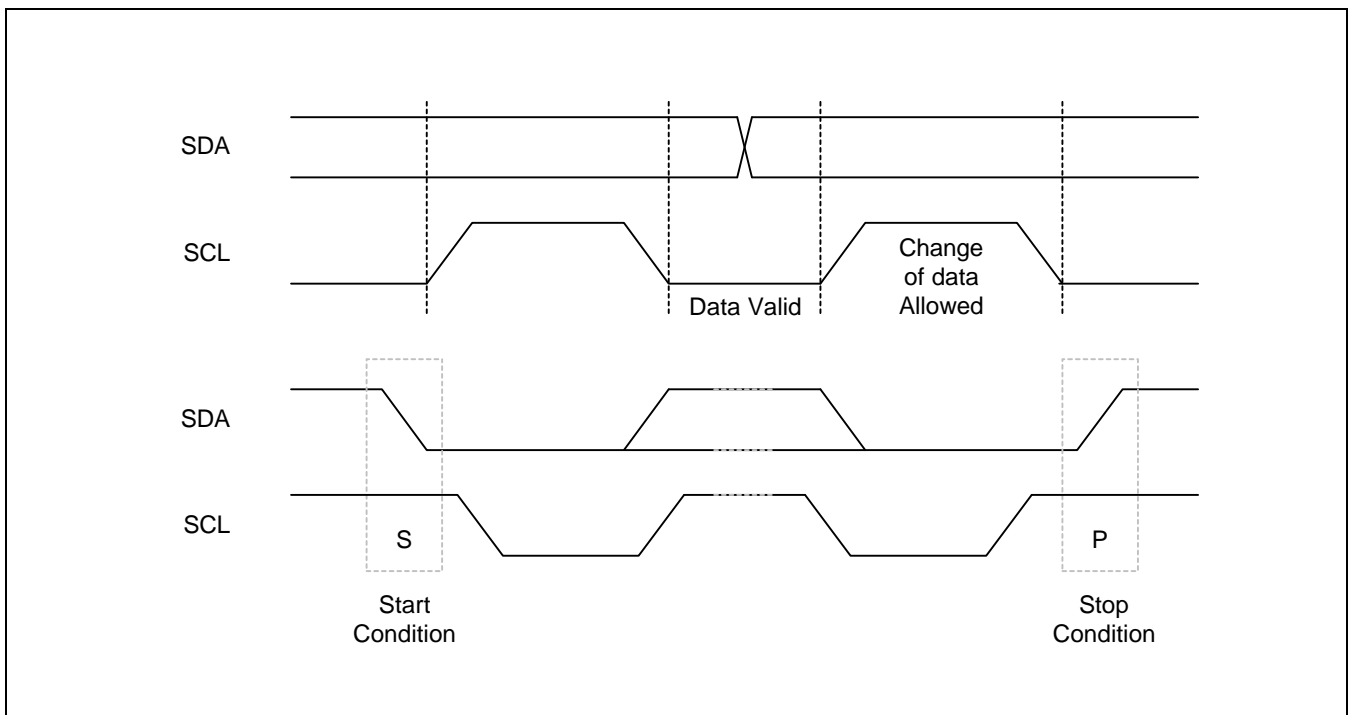 SDA
SCL
Change
of data
Allowed
Data Valid
SDA
SCL
S
P
Start
Condition
Stop
Condition